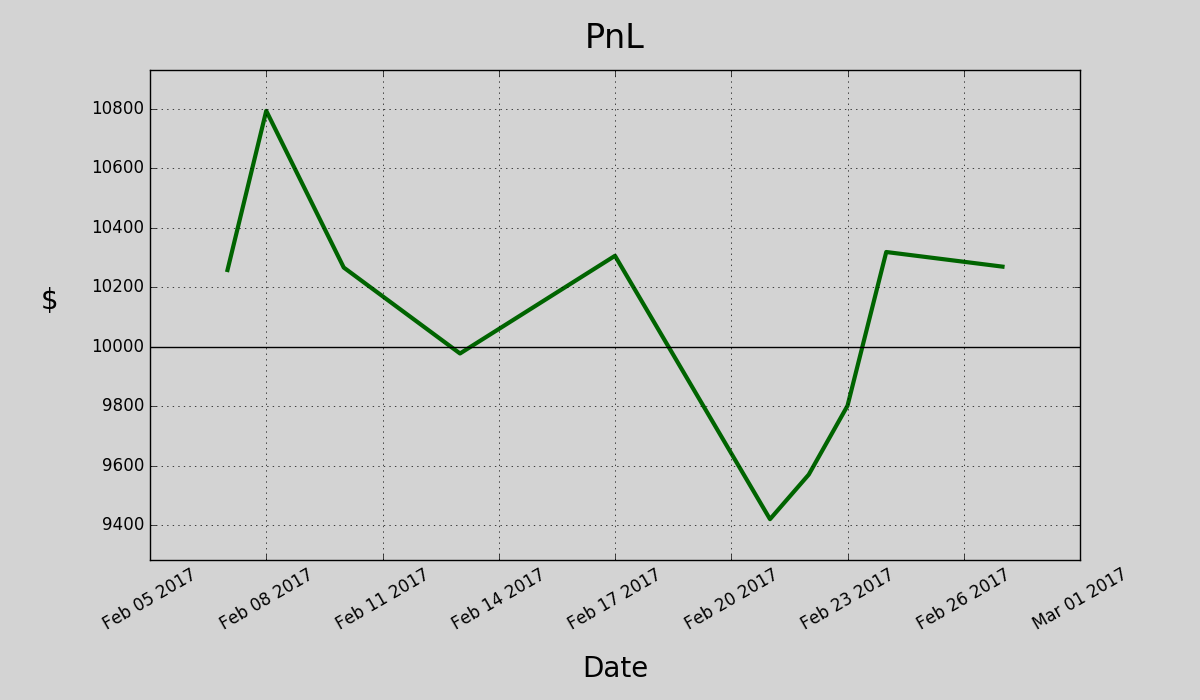 PnL
10800
10600
10400
10200
$
10000
9800
9600
9400
Feb 05 2017
Feb 08 2017
Feb 11 2017
Feb 14 2017
Feb 17 2017
Feb 20 2017
Feb 23 2017
Feb 26 2017
Mar 01 2017
Date